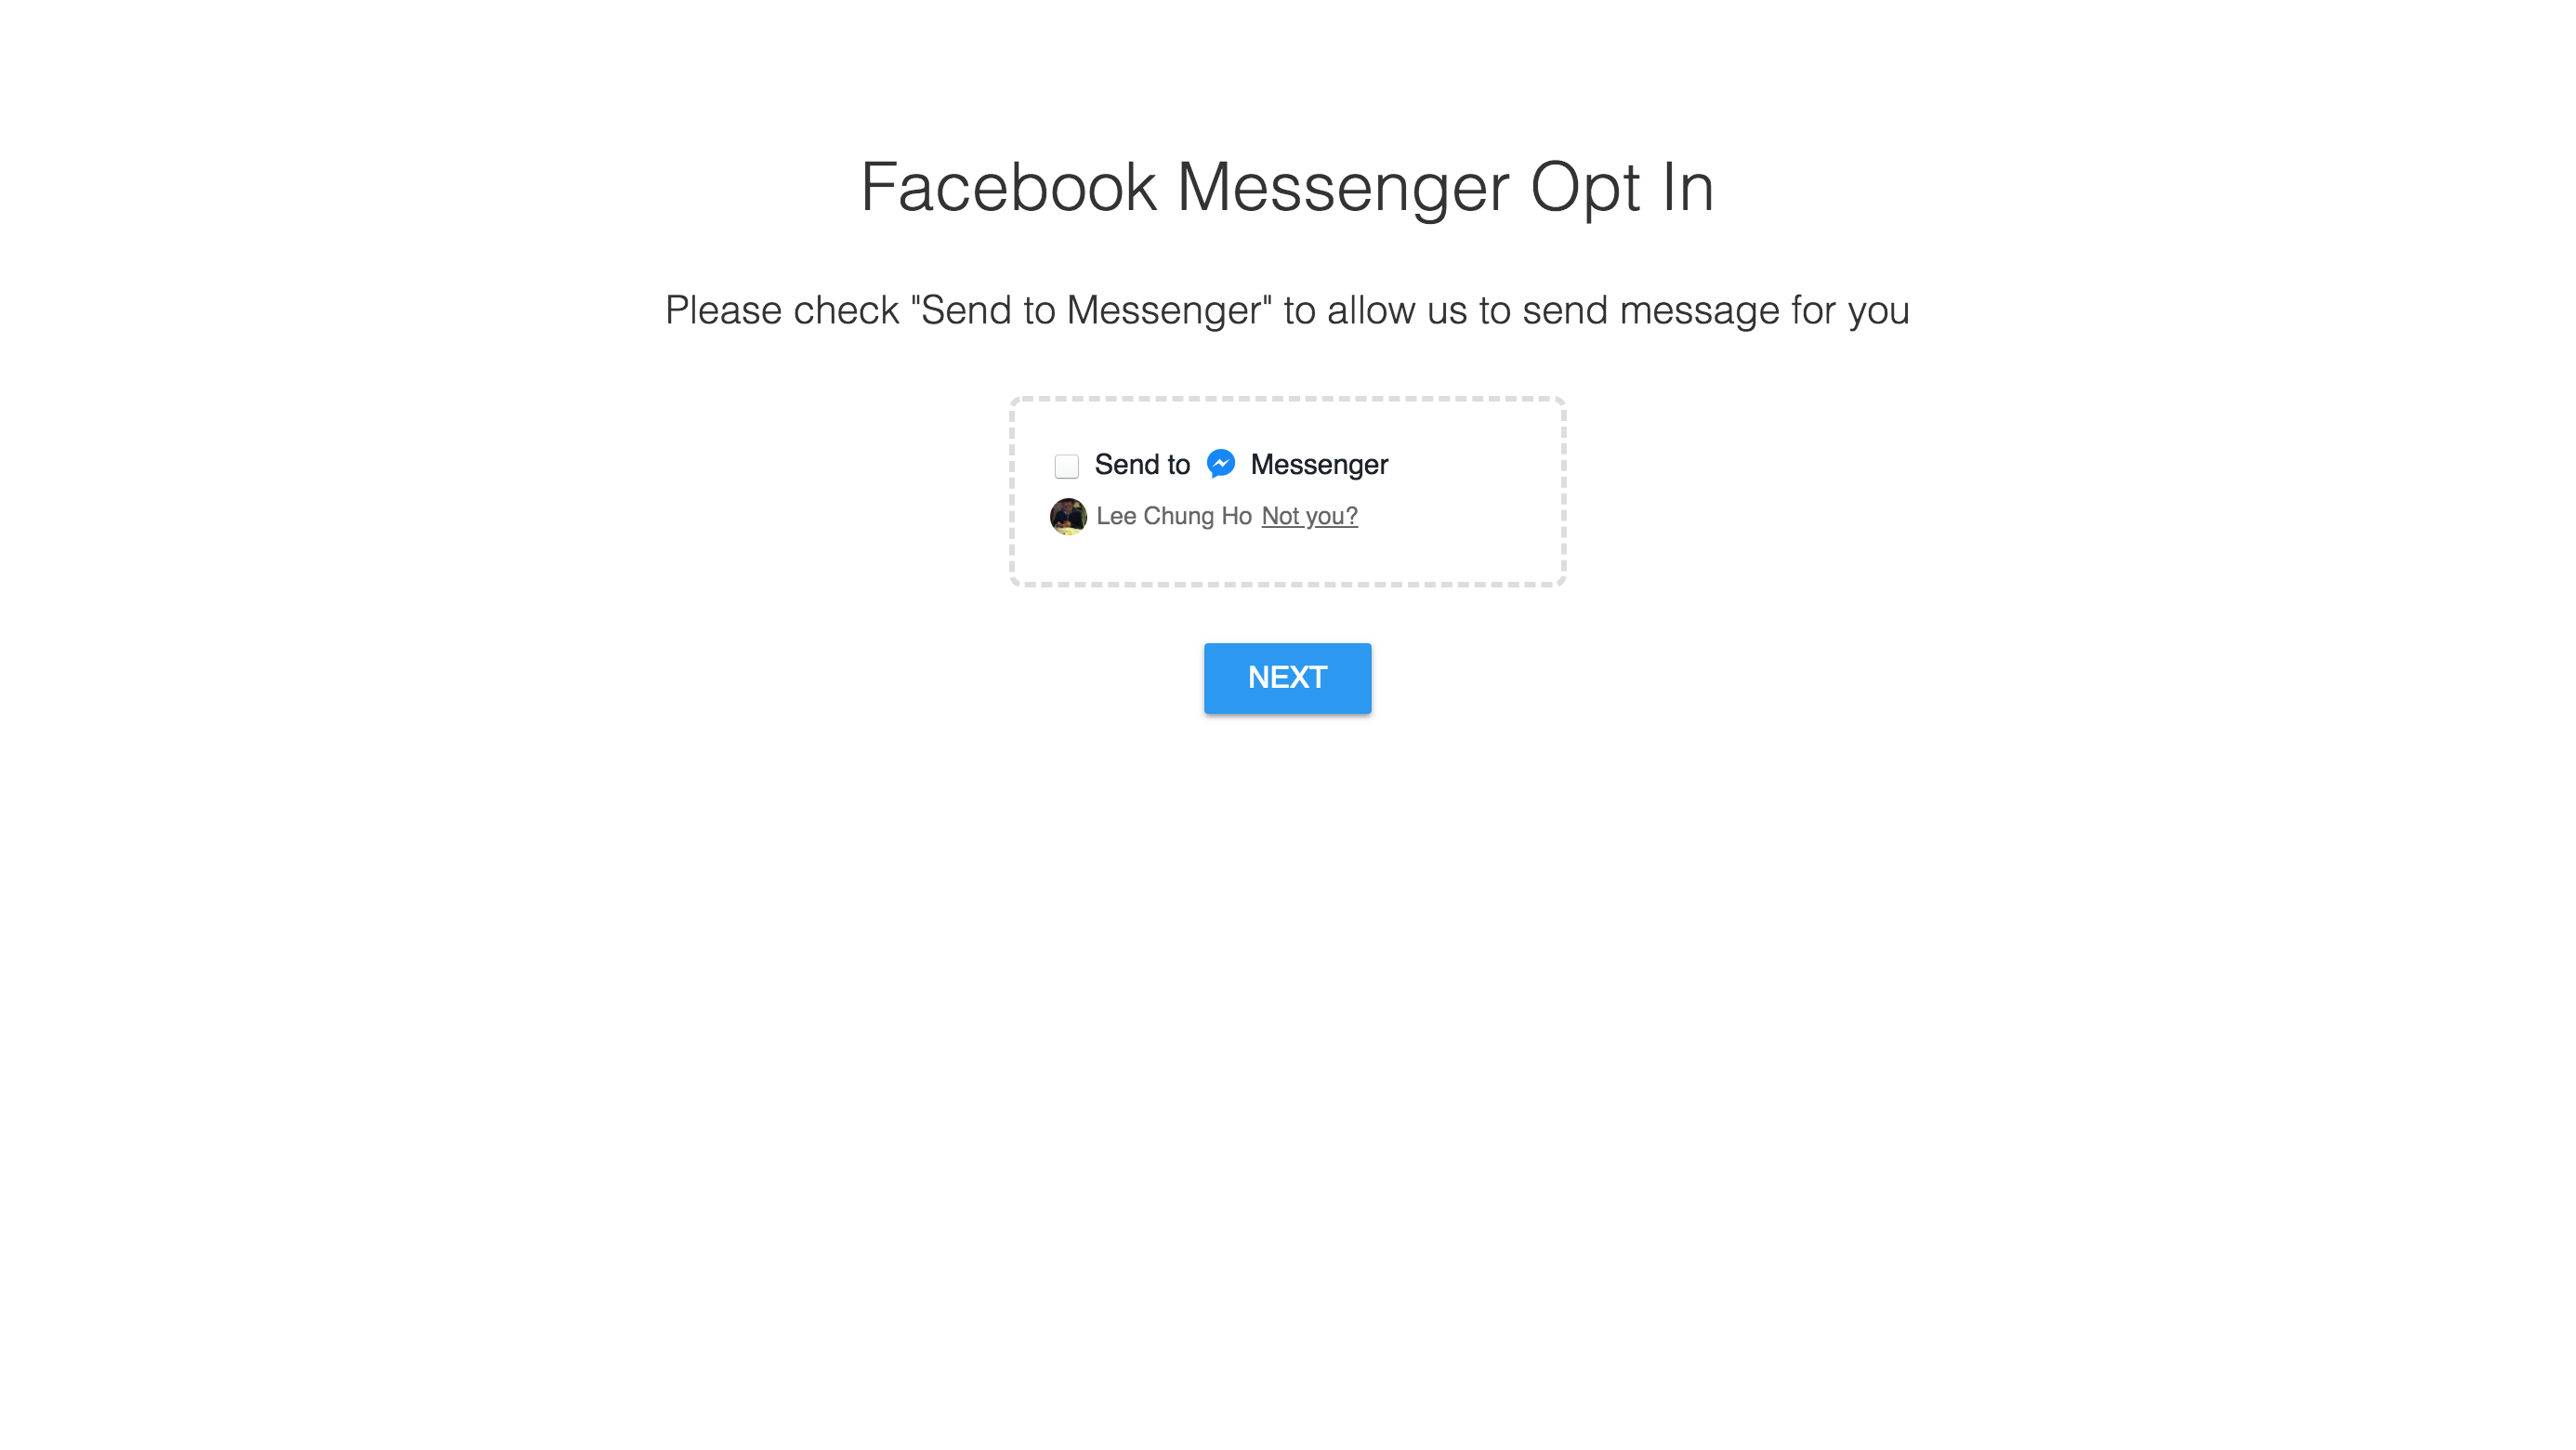 Facebook Messenger Opt In
Please check "Send to Messenger" to allow us to send message for you
Send to Messenger
Lee Chung Ho Not you?
NEXT